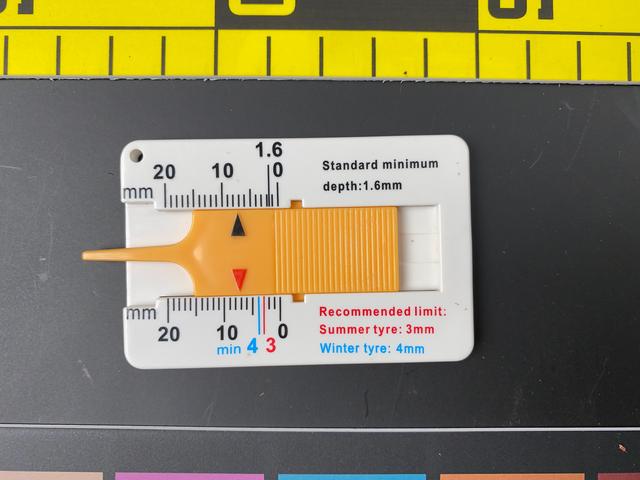 1.6
20 10 0
mm
Standard minimum
depth:1.6mm
mm
20 10 0
min 4 3
Recommended limit:
Summer tyre: 3mm
Winter tyre: 4mm